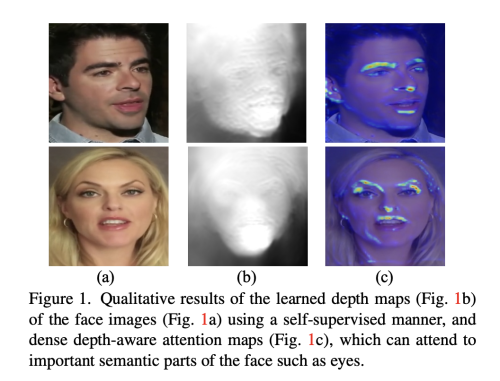 (a) (b) (c)
Figure 1. Qualitative results of the learned depth maps (Fig. 1b)
of the face images (Fig. 1a) using a self-supervised manner, and
dense depth-aware attention maps (Fig. 1c), which can attend to
important semantic parts of the face such as eyes.